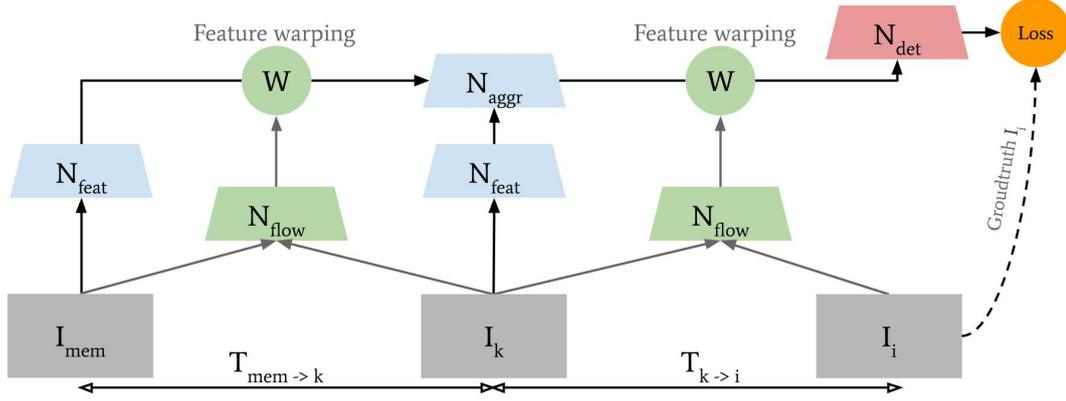 Feature warping
Feature warping
N_det
Loss
W
N_aggr
W
N_feat
N_feat
Groudtruth I_i
N_flow
N_flow
I_mem
I_k
I_i
T_mem -> k
T_k -> i